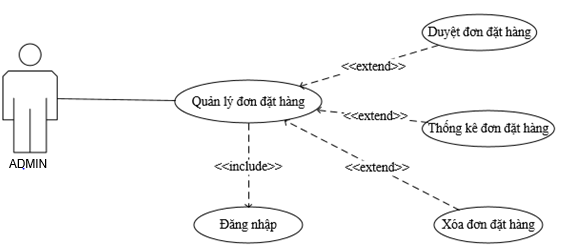 Duyệt đơn đặt hàng
<<extend>>
Quản lý đơn đặt hàng
<<extend>>
Thống kê đơn đặt hàng
ADMIN
<<include>>
<<extend>>
Đăng nhập
Xóa đơn đặt hàng